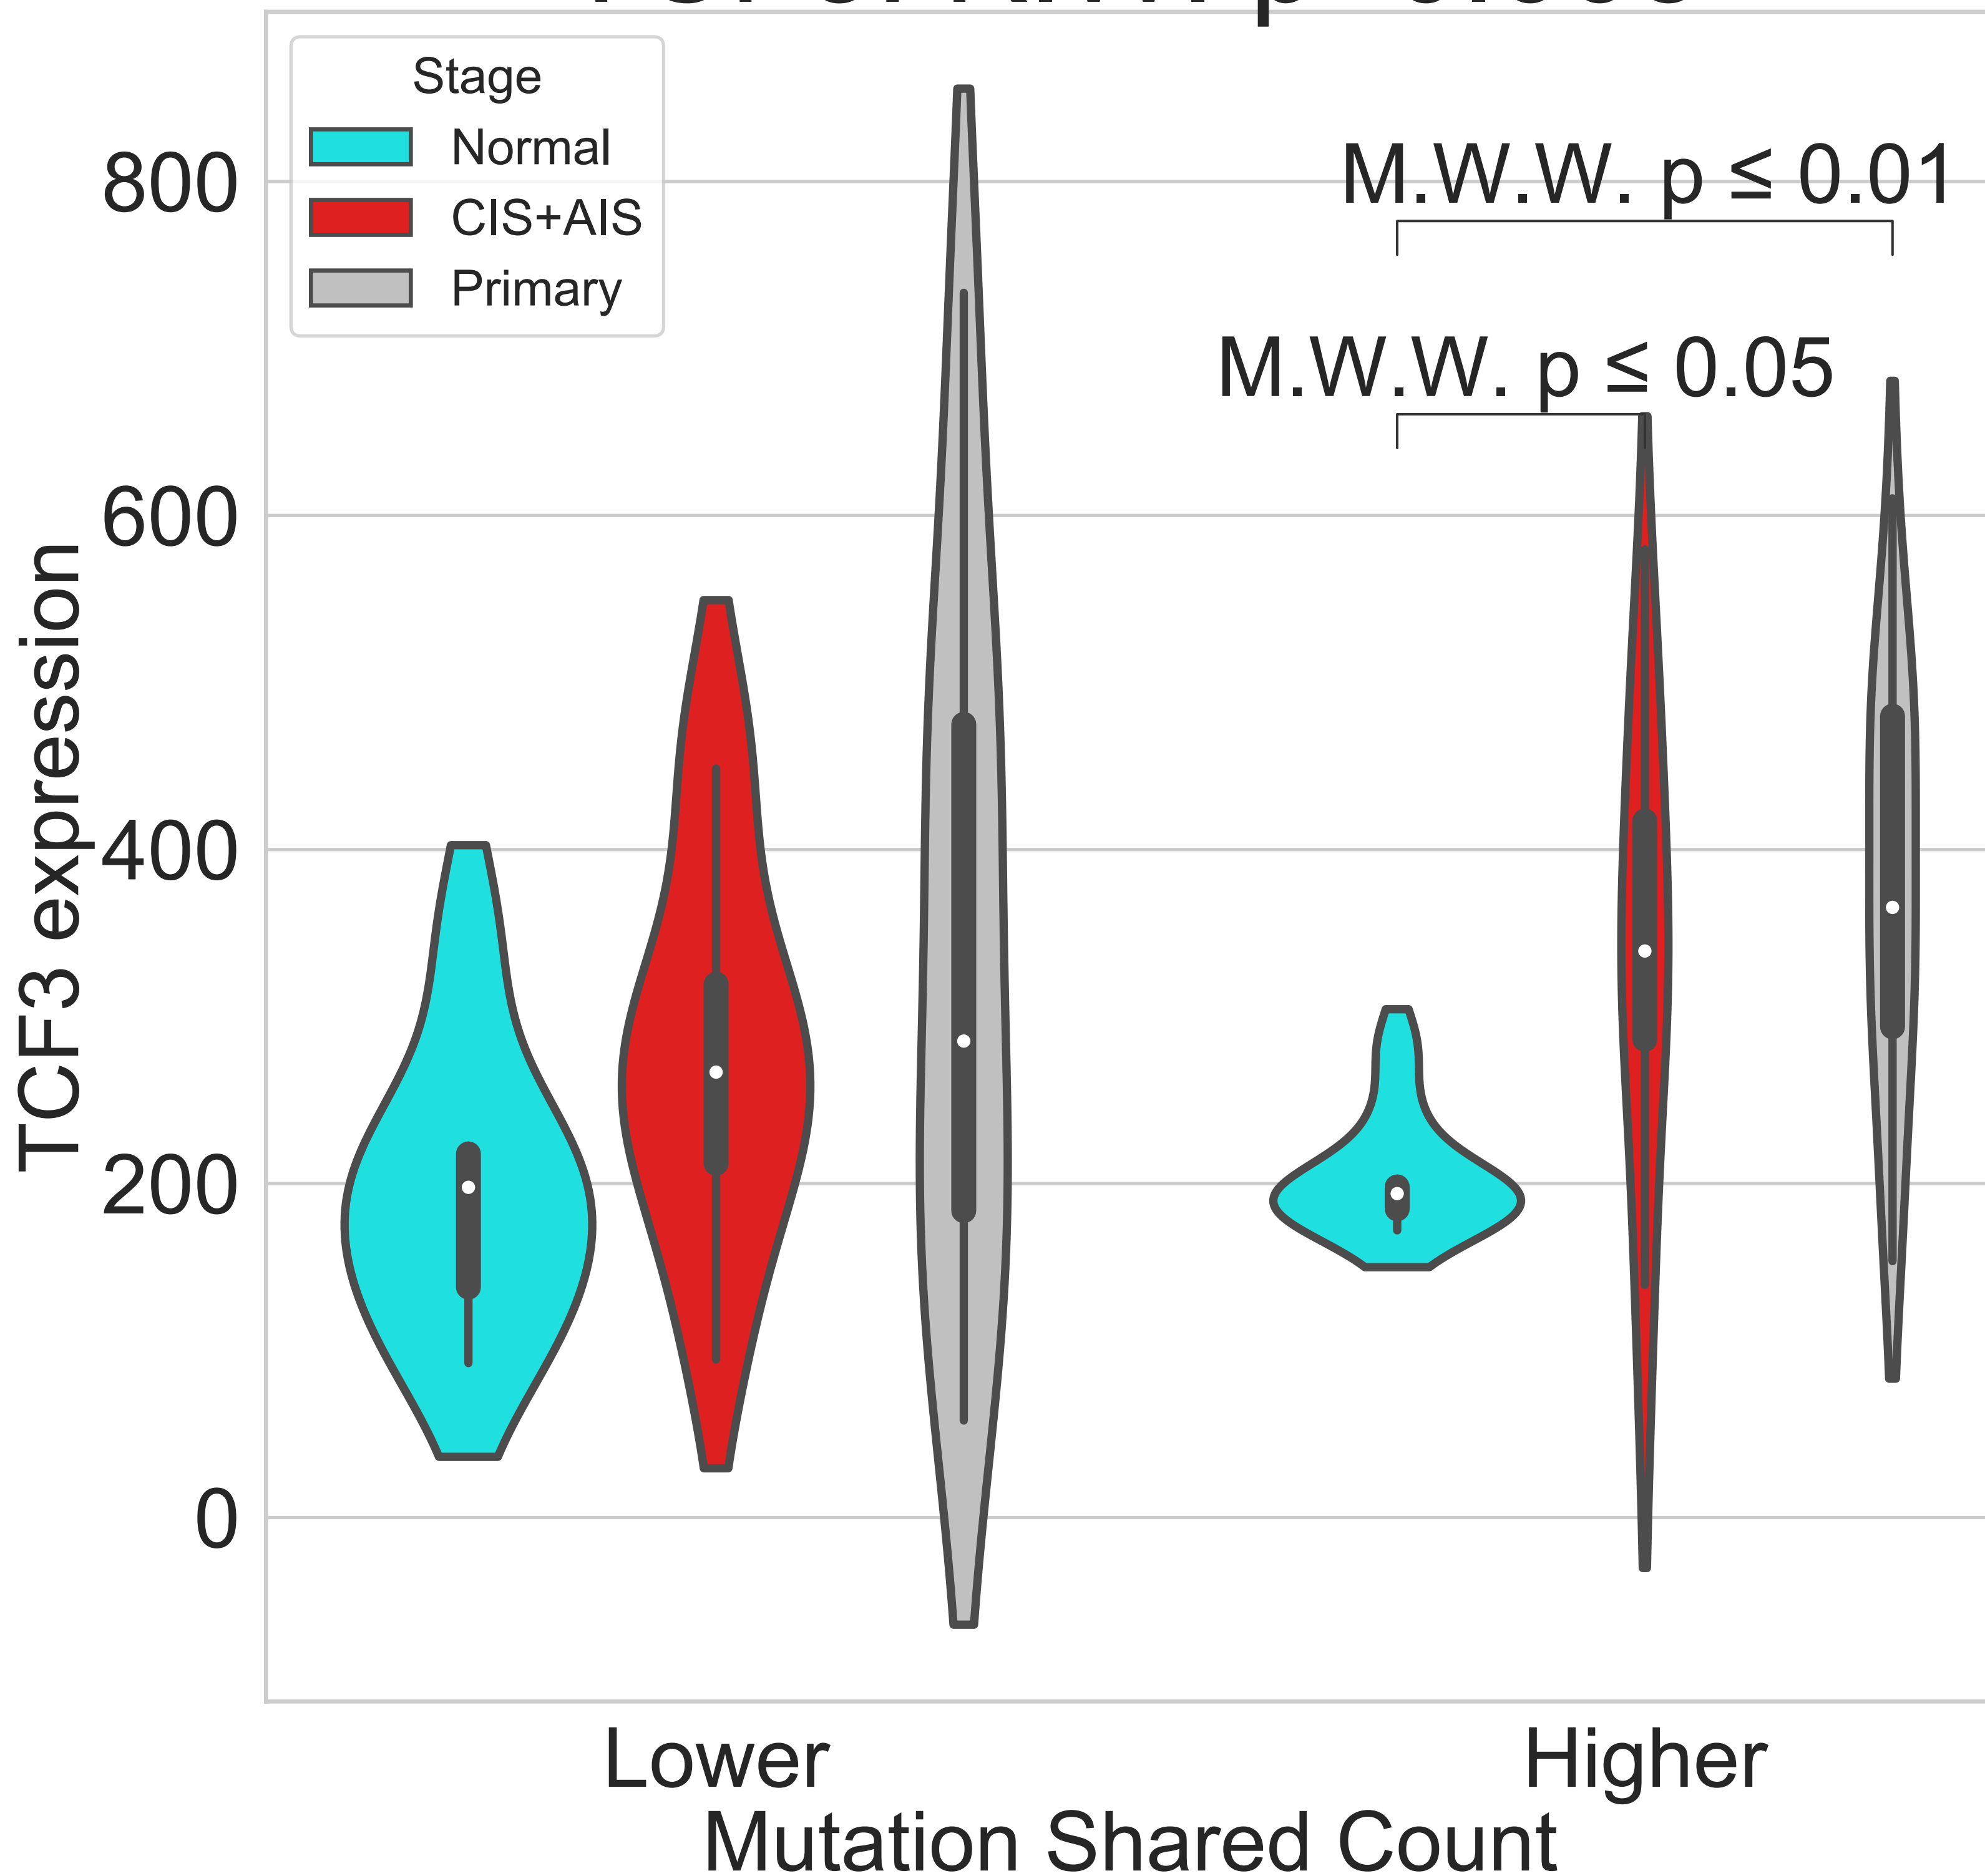 Stage
Normal
CIS+AIS
Primary
M.W.W. p ≤ 0.01
M.W.W. p ≤ 0.05
800
600
400
200
0
TCF3 expression
Lower
Higher
Mutation Shared Count